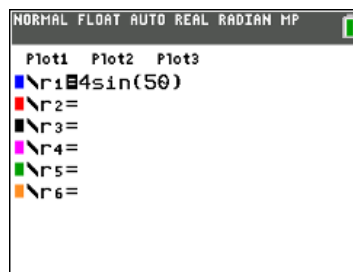 NORMAL FLOAT AUTO REAL RADIAN MP
Plot1 Plot2 Plot3
\r₁=4sin(5θ)
\r₂=
\r₃=
\r₄=
\r₅=
\r₆=